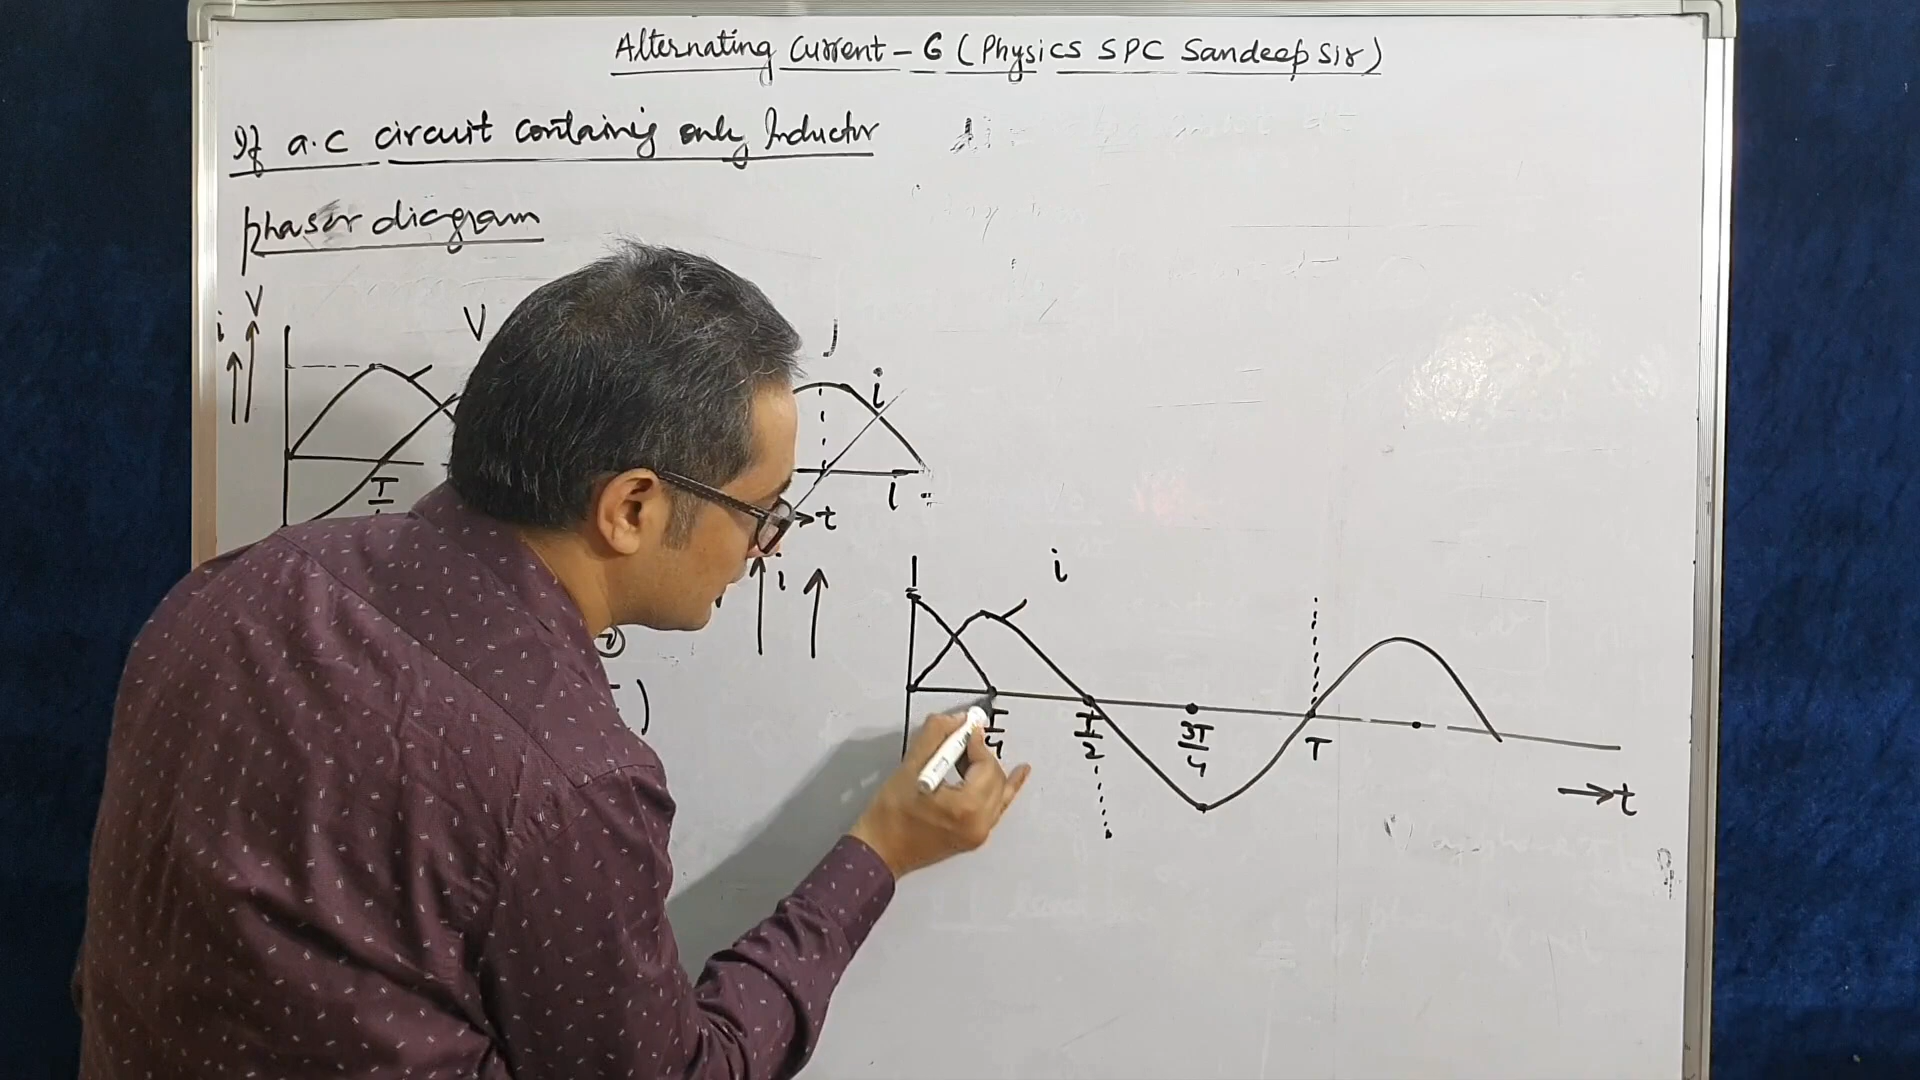 Alternating Current - 6 (Physics SPC Sandeep Sir)
If a.c circuit containing only Inductor
phasor diagram
i V
V
i
T
t
i
i
T/4 T/2 3T/4 T
t